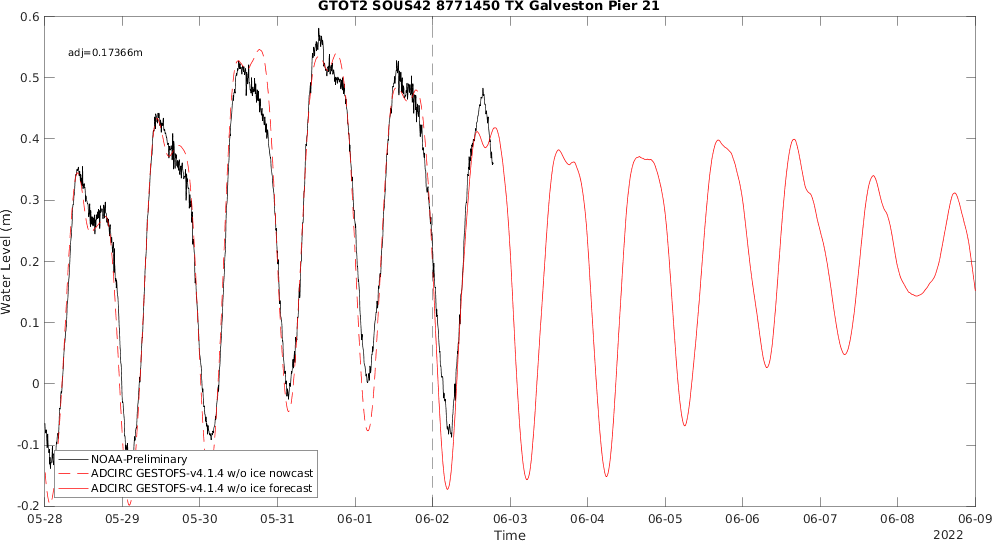 GTOT2 SOUS42 8771450 TX Galveston Pier 21
adj=0.17366m
0.6
0.5
0.4
0.3
0.2
0.1
0
-0.1
-0.2
Water Level (m)
NOAA-Preliminary
ADCIRC GESTOFS-v4.1.4 w/o ice nowcast
ADCIRC GESTOFS-v4.1.4 w/o ice forecast
05-28 05-29 05-30 05-31 06-01 06-02 06-03 06-04 06-05 06-06 06-07 06-08 06-09
Time
2022